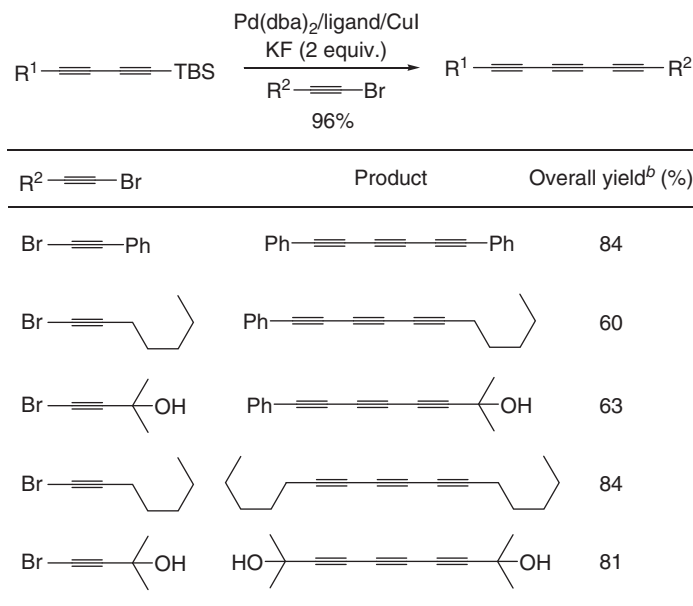 Pd(dba)₂/ligand/CuI
KF (2 equiv.)
R¹ TBS R¹ R²
R² Br
96%
R² Br Product Overall yieldᵇ (%)
Br Ph Ph Ph 84
Br Ph 60
Br OH Ph OH 63
Br 84
Br OH HO OH 81